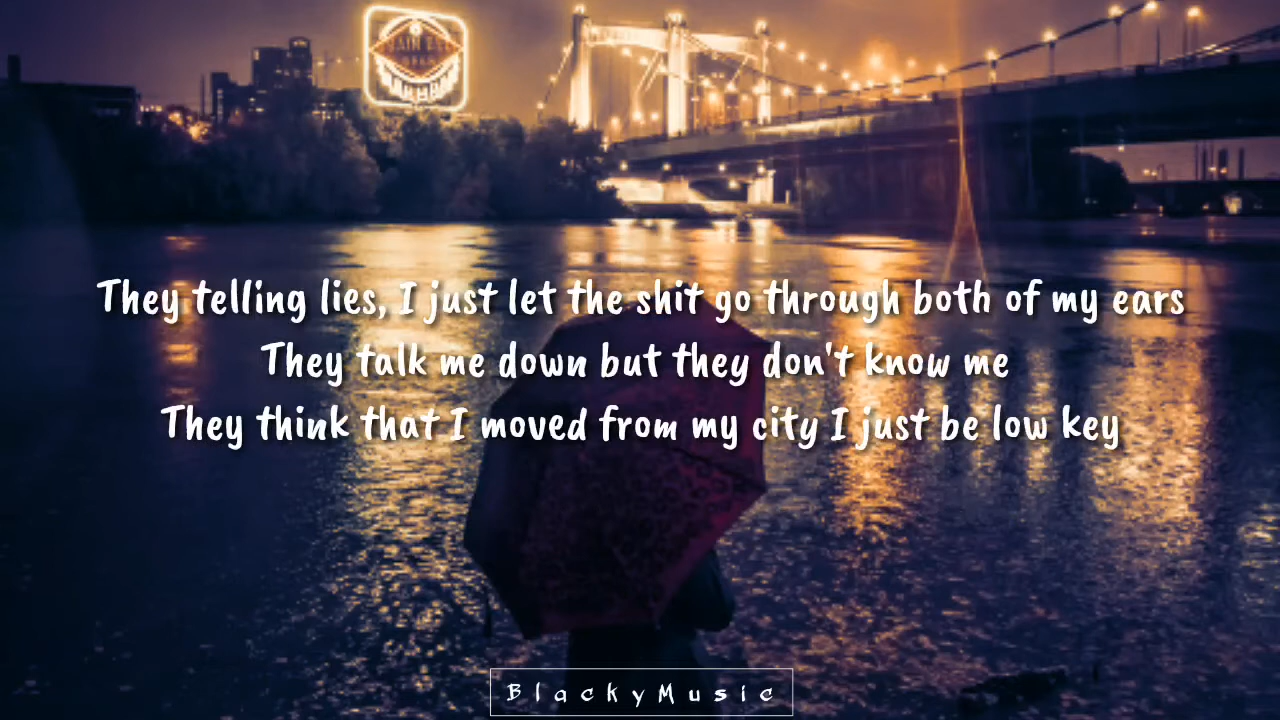 They telling lies, I just let the shit go through both of my ears
They talk me down but they don't know me
They think that I moved from my city I just be low key
BlackyMusic